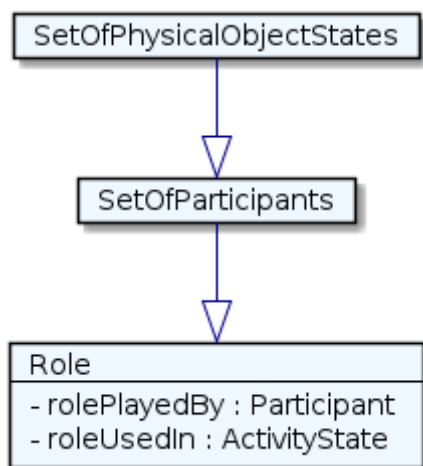 SetOfPhysicalObjectStates
SetOfParticipants
Role
- rolePlayedBy : Participant
- roleUsedIn : ActivityState